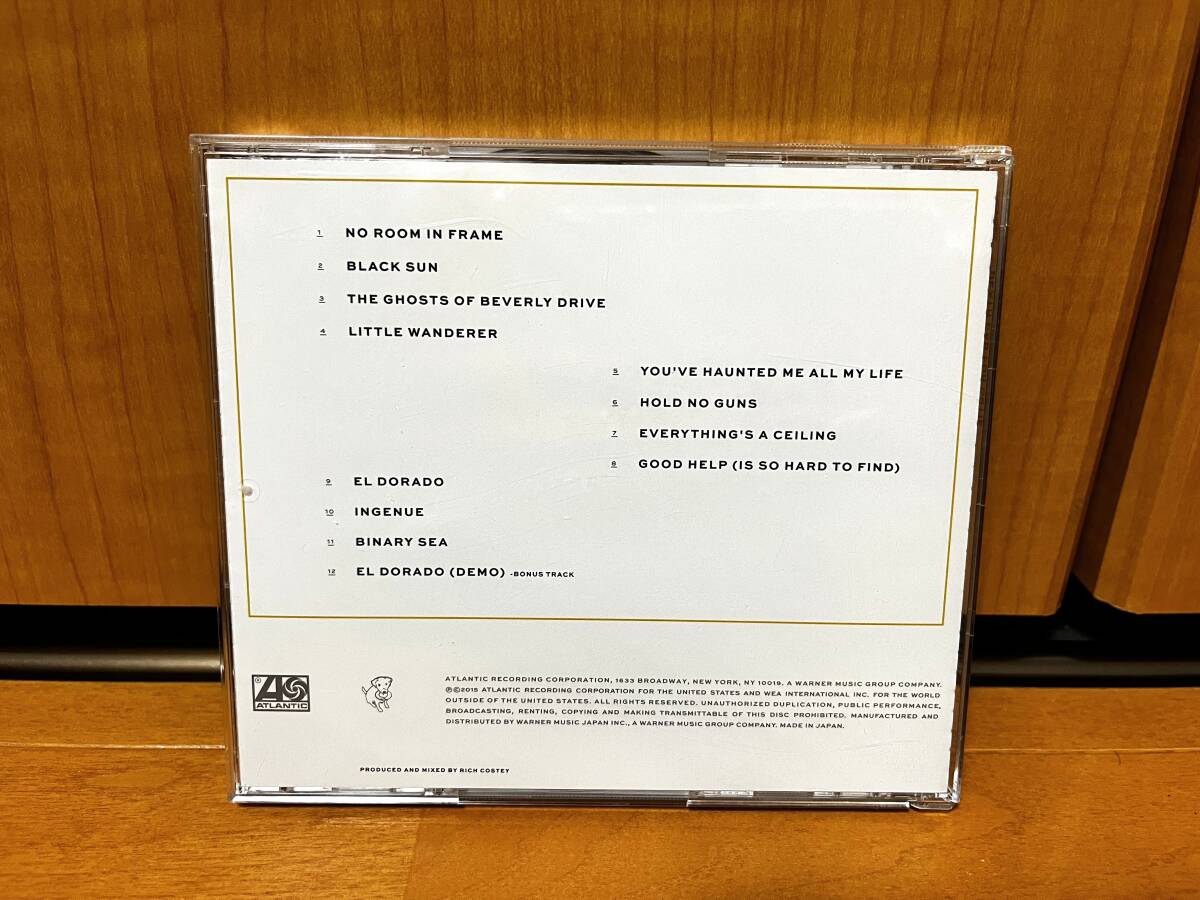 1 NO ROOM IN FRAME
2 BLACK SUN
3 THE GHOSTS OF BEVERLY DRIVE
4 LITTLE WANDERER
5 YOU'VE HAUNTED ME ALL MY LIFE
6 HOLD NO GUNS
7 EVERYTHING'S A CEILING
8 GOOD HELP (IS SO HARD TO FIND)
9 EL DORADO
10 INGENUE
11 BINARY SEA
12 EL DORADO (DEMO) -BONUS TRACK
ATLANTIC
ATLANTIC RECORDING CORPORATION, 1633 BROADWAY, NEW YORK, NY 10019. A WARNER MUSIC GROUP COMPANY.
℗©2015 ATLANTIC RECORDING CORPORATION FOR THE UNITED STATES AND WEA INTERNATIONAL INC. FOR THE WORLD
OUTSIDE OF THE UNITED STATES. ALL RIGHTS RESERVED. UNAUTHORIZED DUPLICATION, PUBLIC PERFORMANCE,
BROADCASTING, RENTING, COPYING AND MAKING TRANSMITTABLE OF THIS DISC PROHIBITED. MANUFACTURED AND
DISTRIBUTED BY WARNER MUSIC JAPAN INC., A WARNER MUSIC GROUP COMPANY. MADE IN JAPAN.
PRODUCED AND MIXED BY RICH COSTEY